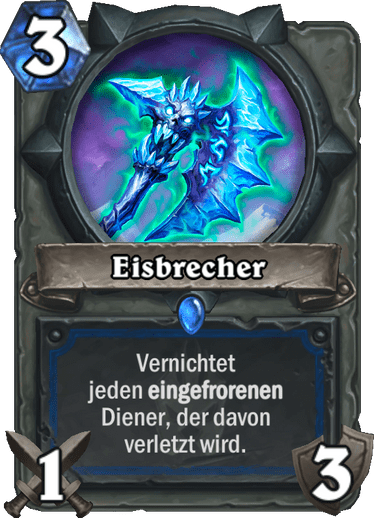 3
Eisbrecher
Vernichtet
jeden eingefrorenen
Diener, der davon
verletzt wird.
1
3